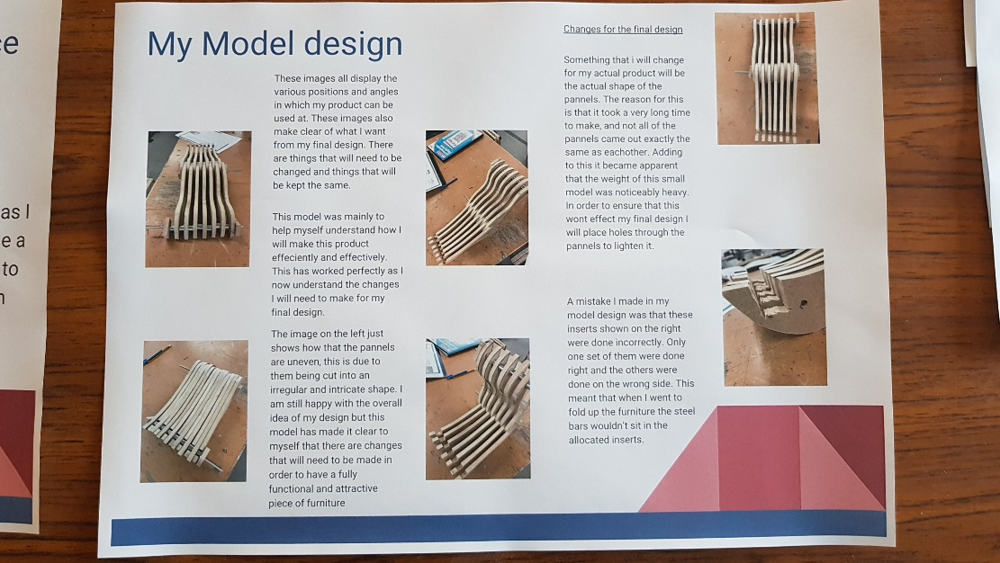 ce
as I
e a
to
My Model design
These images all display the
various positions and angles
in which my product can be
used at. These images also
make clear of what I want
from my final design. There
are things that will need to be
changed and things that will
be kept the same.
This model was mainly to
help myself understand how I
will make this product
effeciently and effectively.
This has worked perfectly as I
now understand the changes
I will need to make for my
final design.
The image on the left just
shows how that the pannels
are uneven, this is due to
them being cut into an
irregular and intricate shape. I
am still happy with the overall
idea of my design but this
model has made it clear to
myself that there are changes
that will need to be made in
order to have a fully
functional and attractive
piece of furniture
Changes for the final design
Something that i will change
for my actual product will be
the actual shape of the
pannels. The reason for this
is that it took a very long time
to make, and not all of the
pannels came out exactly the
same as eachother. Adding
to this it became apparent
that the weight of this small
model was noticeably heavy.
In order to ensure that this
wont effect my final design I
will place holes through the
pannels to lighten it.
A mistake I made in my
model design was that these
inserts shown on the right
were done incorrectly. Only
one set of them were done
right and the others were
done on the wrong side. This
meant that when I went to
fold up the furniture the steel
bars wouldn't sit in the
allocated inserts.